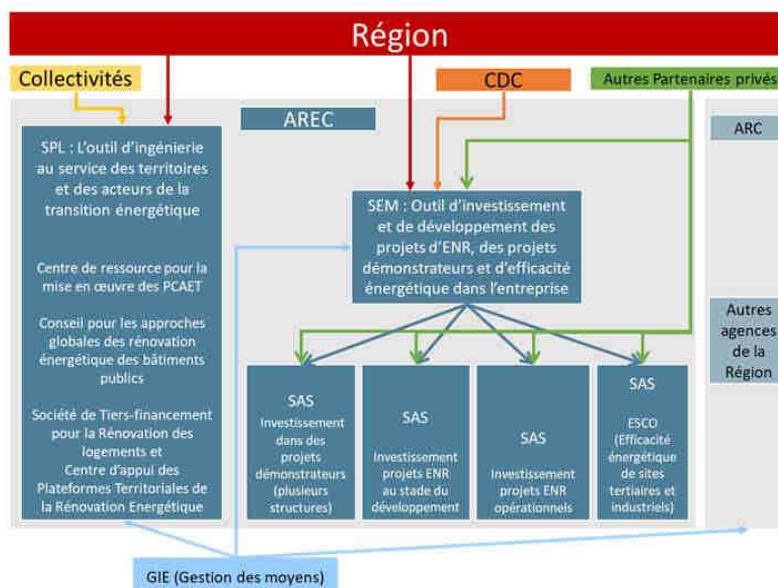 Région
Collectivités
CDC
Autres Partenaires privés
AREC
ARC
SPL : L'outil d'ingénierie
au service des territoires
et des acteurs de la
transition énergétique
Centre de ressource pour la
mise en œuvre des PCAET
Conseil pour les approches
globales des rénovation
énergétique des bâtiments
publics
Société de Tiers-financement
pour la Rénovation des
logements et
Centre d'appui des
Plateformes Territoriales de
la Rénovation Energétique
SEM : Outil d'investissement
et de développement des
projets d'ENR, des projets
démonstrateurs et d'efficacité
énergétique dans l'entreprise
Autres
agences
de la
Région
SAS
Investissement
dans des
projets
démonstrateurs
(plusieurs
structures)
SAS
Investissement
projets ENR
au stade du
développement
SAS
Investissement
projets ENR
opérationnels
SAS
ESCO
(Efficacité
énergétique
de sites
tertiaires et
industriels)
GIE (Gestion des moyens)